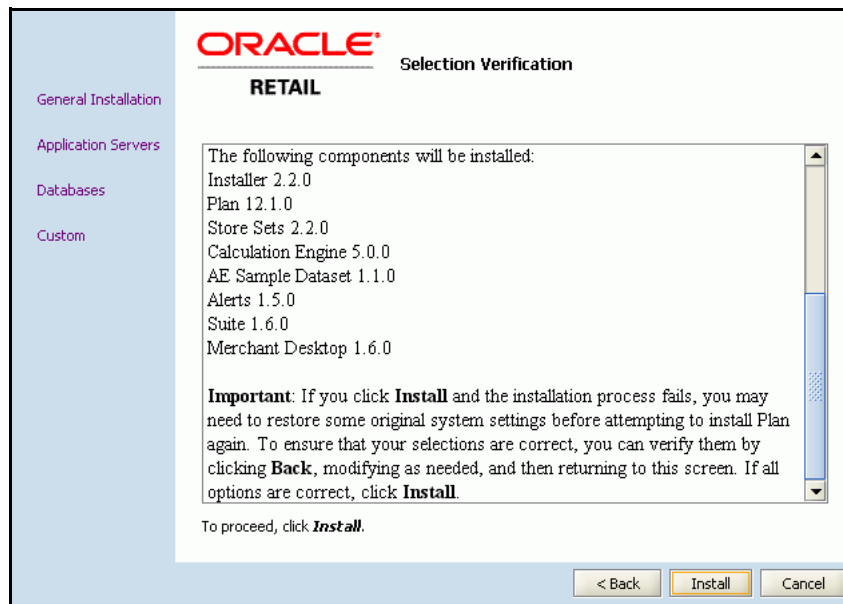 ORACLE®
RETAIL
Selection Verification
General Installation
Application Servers
Databases
Custom
The following components will be installed:
Installer 2.2.0
Plan 12.1.0
Store Sets 2.2.0
Calculation Engine 5.0.0
AE Sample Dataset 1.1.0
Alerts 1.5.0
Suite 1.6.0
Merchant Desktop 1.6.0
Important: If you click Install and the installation process fails, you may
need to restore some original system settings before attempting to install Plan
again. To ensure that your selections are correct, you can verify them by
clicking Back, modifying as needed, and then returning to this screen. If all
options are correct, click Install.
To proceed, click Install.
< Back
Install
Cancel